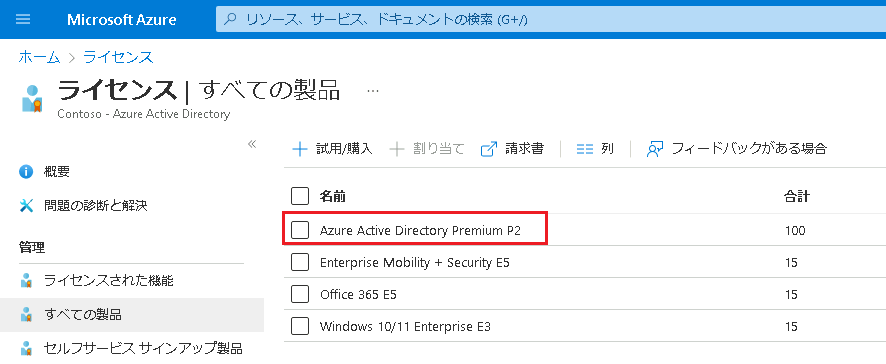 Microsoft Azure
リソース、サービス、ドキュメントの検索 (G+/)
ホーム > ライセンス
ライセンス | すべての製品 ...
Contoso - Azure Active Directory
«
+ 試用/購入 + 割り当て 請求書 列 フィードバックがある場合
概要
問題の診断と解決
管理
ライセンスされた機能
すべての製品
セルフサービス サインアップ製品
名前 合計
Azure Active Directory Premium P2 100
Enterprise Mobility + Security E5 15
Office 365 E5 15
Windows 10/11 Enterprise E3 15